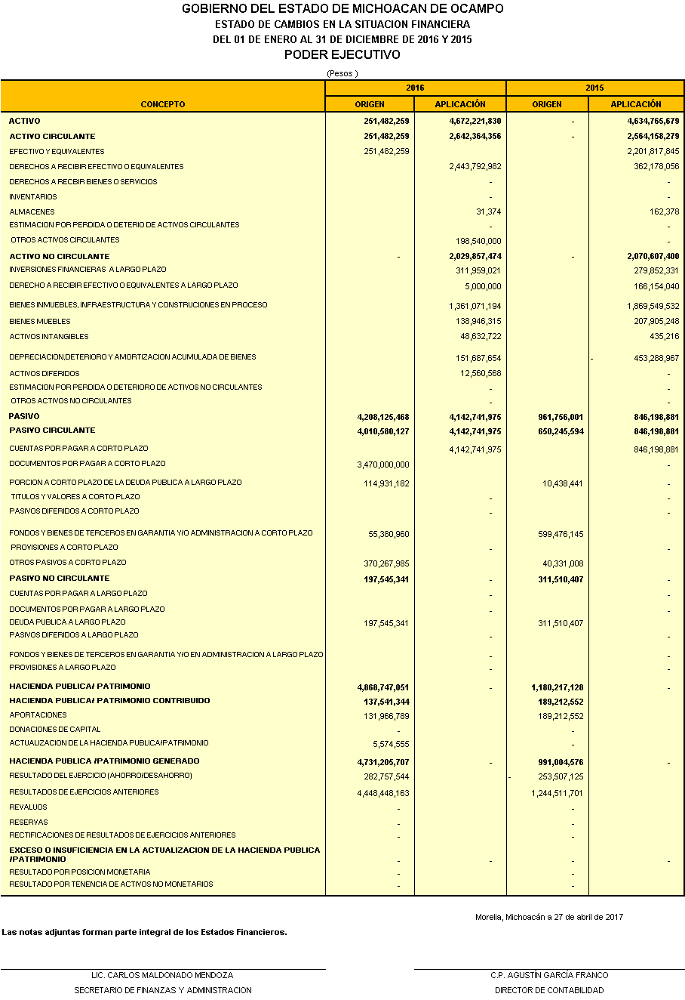 GOBIERNO DEL ESTADO DE MICHOACAN DE OCAMPO
ESTADO DE CAMBIOS EN LA SITUACION FINANCIERA
DEL 01 DE ENERO AL 31 DE DICIEMBRE DE 2016 Y 2015
PODER EJECUTIVO
(Pesos )
2016 2015
CONCEPTO ORIGEN APLICACIÓN ORIGEN APLICACIÓN
ACTIVO 251,482,259 4,672,221,830 - 4,634,765,679
ACTIVO CIRCULANTE 251,482,259 2,642,364,356 - 2,564,158,279
EFECTIVO Y EQUIVALENTES 251,482,259 2,201,817,845
DERECHOS A RECIBIR EFECTIVO O EQUIVALENTES 2,443,792,982 362,178,056
DERECHOS A RECBIR BIENES O SERVICIOS - -
INVENTARIOS - -
ALMACENES 31,374 162,378
ESTIMACION POR PERDIDA O DETERIO DE ACTIVOS CIRCULANTES - -
OTROS ACTIVOS CIRCULANTES 198,540,000 -
ACTIVO NO CIRCULANTE - 2,029,857,474 - 2,070,607,400
INVERSIONES FINANCIERAS A LARGO PLAZO 311,959,021 279,852,331
DERECHO A RECIBIR EFECTIVO O EQUIVALENTES A LARGO PLAZO 5,000,000 166,154,040
BIENES INMUEBLES, INFRAESTRUCTURA Y CONSTRUCIONES EN PROCESO 1,361,071,194 1,869,549,532
BIENES MUEBLES 138,946,315 207,905,248
ACTIVOS INTANGIBLES 48,632,722 435,216
DEPRECIACION,DETERIORO Y AMORTIZACION ACUMULADA DE BIENES 151,687,654 - 453,288,967
ACTIVOS DIFERIDOS 12,560,568 -
ESTIMACION POR PERDIDA O DETERIORO DE ACTIVOS NO CIRCULANTES - -
OTROS ACTIVOS NO CIRCULANTES - -
PASIVO 4,208,125,468 4,142,741,975 961,756,001 846,198,881
PASIVO CIRCULANTE 4,010,580,127 4,142,741,975 650,245,594 846,198,881
CUENTAS POR PAGAR A CORTO PLAZO 4,142,741,975 846,198,881
DOCUMENTOS POR PAGAR A CORTO PLAZO 3,470,000,000 -
PORCION A CORTO PLAZO DE LA DEUDA PUBLICA A LARGO PLAZO 114,931,182 10,438,441 -
TITULOS Y VALORES A CORTO PLAZO - -
PASIVOS DIFERIDOS A CORTO PLAZO - -
FONDOS Y BIENES DE TERCEROS EN GARANTIA Y/O ADMINISTRACION A CORTO PLAZO 55,380,960 599,476,145
PROVISIONES A CORTO PLAZO - -
OTROS PASIVOS A CORTO PLAZO 370,267,985 40,331,008
PASIVO NO CIRCULANTE 197,545,341 - 311,510,407 -
CUENTAS POR PAGAR A LARGO PLAZO - -
DOCUMENTOS POR PAGAR A LARGO PLAZO - -
DEUDA PUBLICA A LARGO PLAZO 197,545,341 311,510,407
PASIVOS DIFERIDOS A LARGO PLAZO - -
FONDOS Y BIENES DE TERCEROS EN GARANTIA Y/O EN ADMINISTRACION A LARGO PLAZO - -
PROVISIONES A LARGO PLAZO - -
HACIENDA PUBLICA/ PATRIMONIO 4,868,747,051 - 1,180,217,128 -
HACIENDA PUBLICA/ PATRIMONIO CONTRIBUIDO 137,541,344 189,212,552
APORTACIONES 131,966,789 189,212,552
DONACIONES DE CAPITAL - -
ACTUALIZACION DE LA HACIENDA PUBLICA/PATRIMONIO 5,574,555 -
HACIENDA PUBLICA /PATRIMONIO GENERADO 4,731,205,707 - 991,004,576 -
RESULTADO DEL EJERCICIO (AHORRO/DESAHORRO) 282,757,544 - 253,507,125
RESULTADOS DE EJERCICIOS ANTERIORES 4,448,448,163 1,244,511,701
REVALUOS - -
RESERVAS - -
RECTIFICACIONES DE RESULTADOS DE EJERCICIOS ANTERIORES - -
EXCESO O INSUFICIENCIA EN LA ACTUALIZACION DE LA HACIENDA PUBLICA
/PATRIMONIO - - - -
RESULTADO POR POSICION MONETARIA - -
RESULTADO POR TENENCIA DE ACTIVOS NO MONETARIOS - -
Morelia, Michoacán a 27 de abril de 2017
Las notas adjuntas forman parte integral de los Estados Financieros.
LIC. CARLOS MALDONADO MENDOZA C.P. AGUSTÍN GARCÍA FRANCO
SECRETARIO DE FINANZAS Y ADMINISTRACION DIRECTOR DE CONTABILIDAD